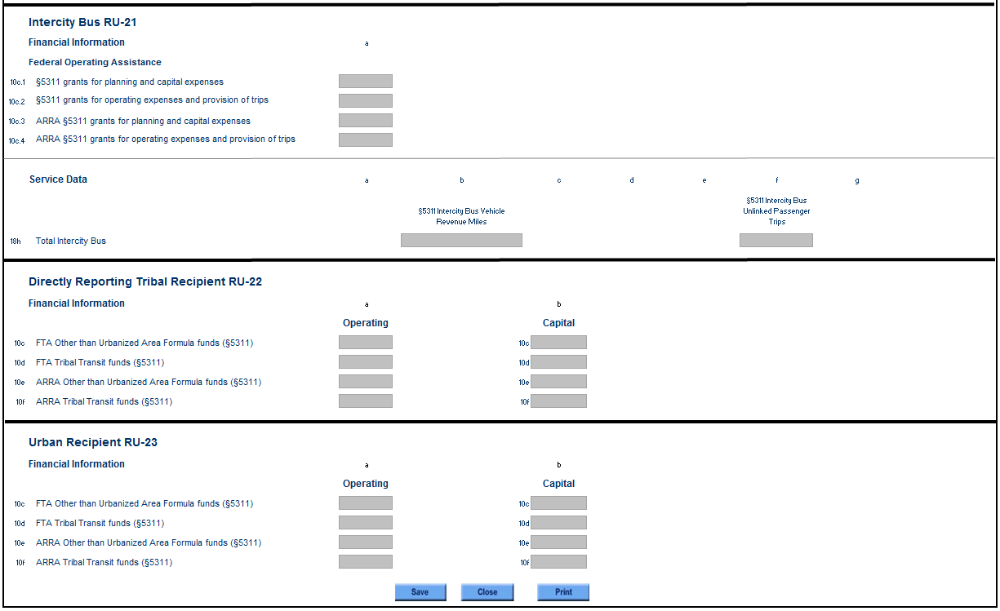 Intercity Bus RU-21
Financial Information a
Federal Operating Assistance
10c.1 §5311 grants for planning and capital expenses
10c.2 §5311 grants for operating expenses and provision of trips
10c.3 ARRA §5311 grants for planning and capital expenses
10c.4 ARRA §5311 grants for operating expenses and provision of trips
Service Data a b c d e f g
§5311 Intercity Bus Vehicle
Revenue Miles
§5311 Intercity Bus
Unlinked Passenger
Trips
18h Total Intercity Bus
Directly Reporting Tribal Recipient RU-22
Financial Information a b
Operating Capital
10c FTA Other than Urbanized Area Formula funds (§5311) 10c
10d FTA Tribal Transit funds (§5311) 10d
10e ARRA Other than Urbanized Area Formula funds (§5311) 10e
10f ARRA Tribal Transit funds (§5311) 10f
Urban Recipient RU-23
Financial Information a b
Operating Capital
10c FTA Other than Urbanized Area Formula funds (§5311) 10c
10d FTA Tribal Transit funds (§5311) 10d
10e ARRA Other than Urbanized Area Formula funds (§5311) 10e
10f ARRA Tribal Transit funds (§5311) 10f
Save Close Print